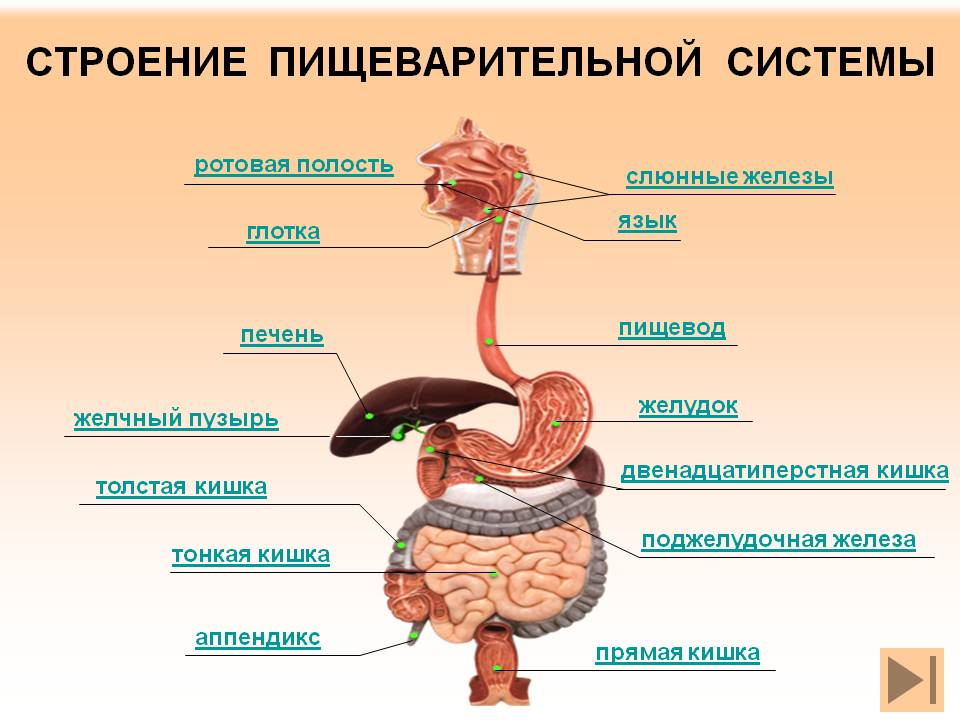 СТРОЕНИЕ ПИЩЕВАРИТЕЛЬНОЙ СИСТЕМЫ
ротовая полость
слюнные железы
язык
глотка
пищевод
печень
желудок
желчный пузырь
двенадцатиперстная кишка
толстая кишка
поджелудочная железа
тонкая кишка
аппендикс
прямая кишка